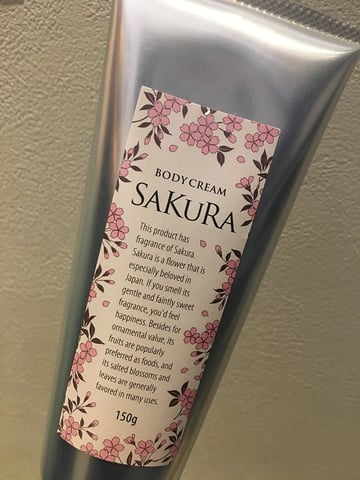 BODY CREAM
SAKURA
This product has
fragrance of Sakura.
Sakura is a flower that is
especially beloved in
Japan. If you smell its
gentle and faintly sweet
fragrance, you'd feel
happiness. Besides for
ornamental value, its
fruits are popularly
preferred as foods, and
its salted blossoms and
leaves are generally
favored in many uses.
150g